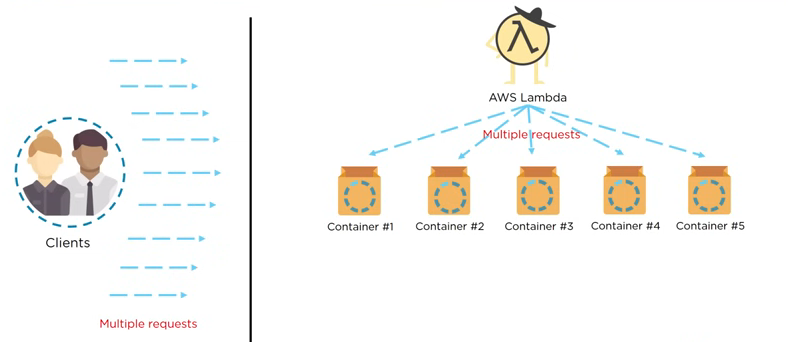 Clients
Multiple requests
AWS Lambda
Multiple requests
Container #1
Container #2
Container #3
Container #4
Container #5